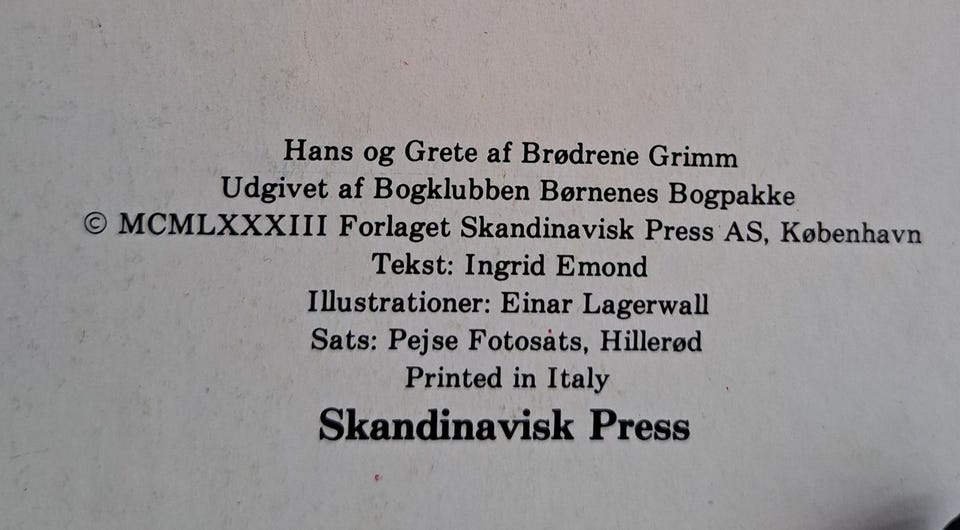 Hans og Grete af Brødrene Grimm
Udgivet af Bogklubben Børnenes Bogpakke
© MCMLXXXIII Forlaget Skandinavisk Press AS, København
Tekst: Ingrid Emond
Illustrationer: Einar Lagerwall
Sats: Pejse Fotosats, Hillerød
Printed in Italy
Skandinavisk Press